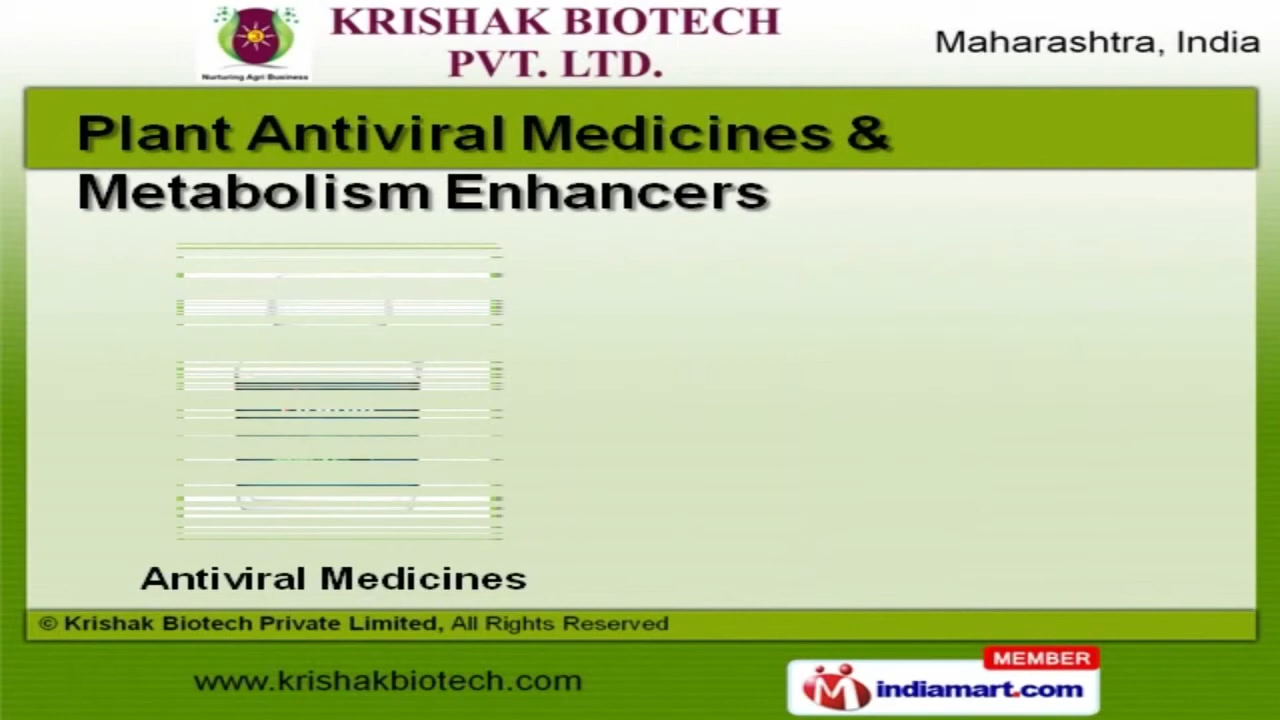 KRISHAK BIOTECH
PVT. LTD.
Nurturing Agri Business
Maharashtra, India
Plant Antiviral Medicines &
Metabolism Enhancers
Antiviral Medicines
© Krishak Biotech Private Limited, All Rights Reserved
www.krishakbiotech.com
MEMBER
indiamart.com